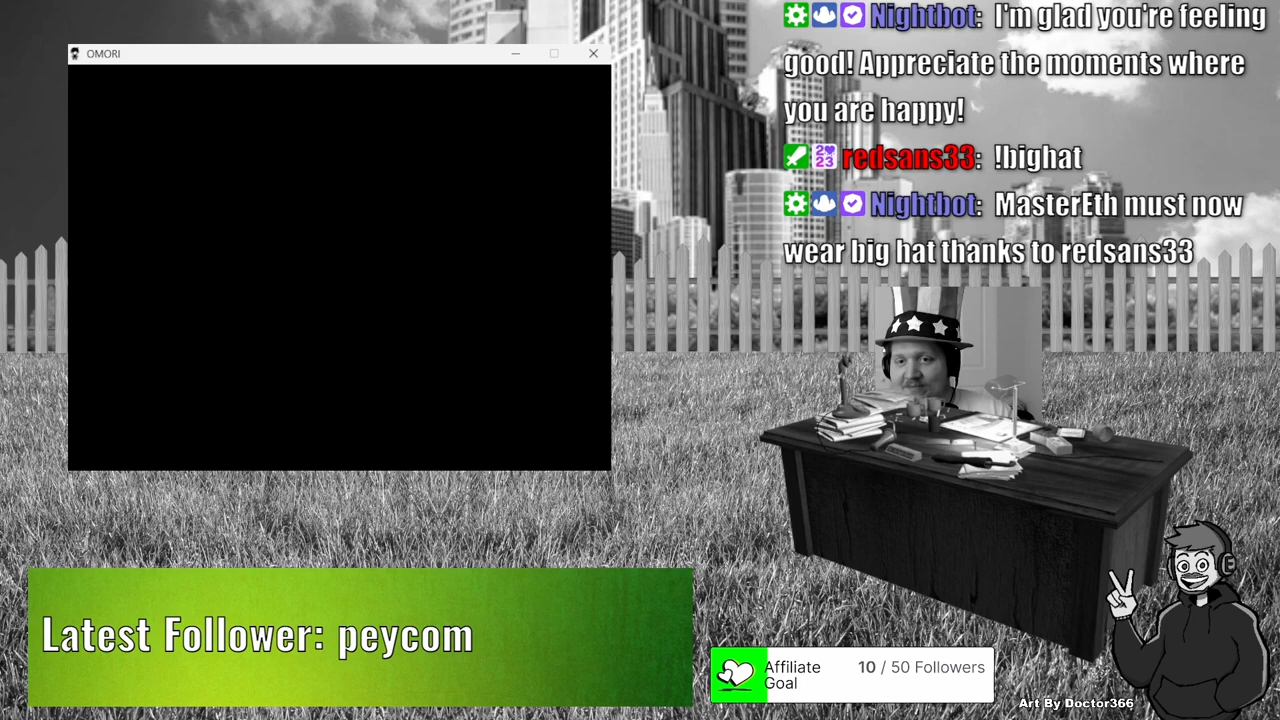 OMORI
Nightbot: I'm glad you're feeling
good! Appreciate the moments where
you are happy!
2023 redsans33: !bighat
Nightbot: MasterEth must now
wear big hat thanks to redsans33
Latest Follower: peycom
Affiliate Goal
10 / 50 Followers
Art By Doctor366